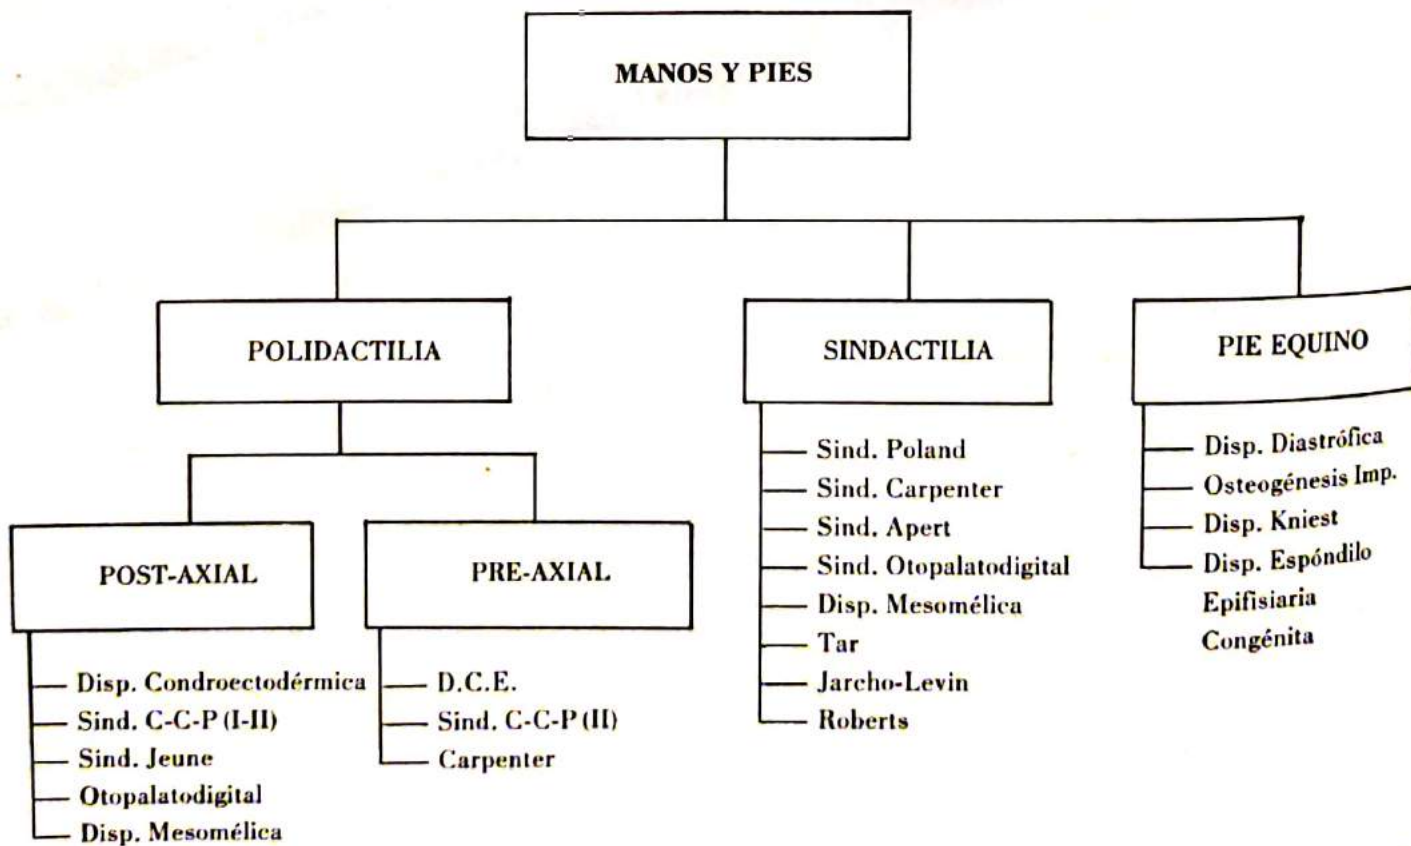 MANOS Y PIES
POLIDACTILIA
SINDACTILIA
PIE EQUINO
POST-AXIAL
PRE-AXIAL
Disp. Condroectodérmica
Sind. C-C-P (I-II)
Sind. Jeune
Otopalatodigital
Disp. Mesomélica
D.C.E.
Sind. C-C-P (II)
Carpenter
Sind. Poland
Sind. Carpenter
Sind. Apert
Sind. Otopalatodigital
Disp. Mesomélica
Tar
Jarcho-Levin
Roberts
Disp. Diastrófica
Osteogénesis Imp.
Disp. Kniest
Disp. Espóndilo
Epifisiaria
Congénita